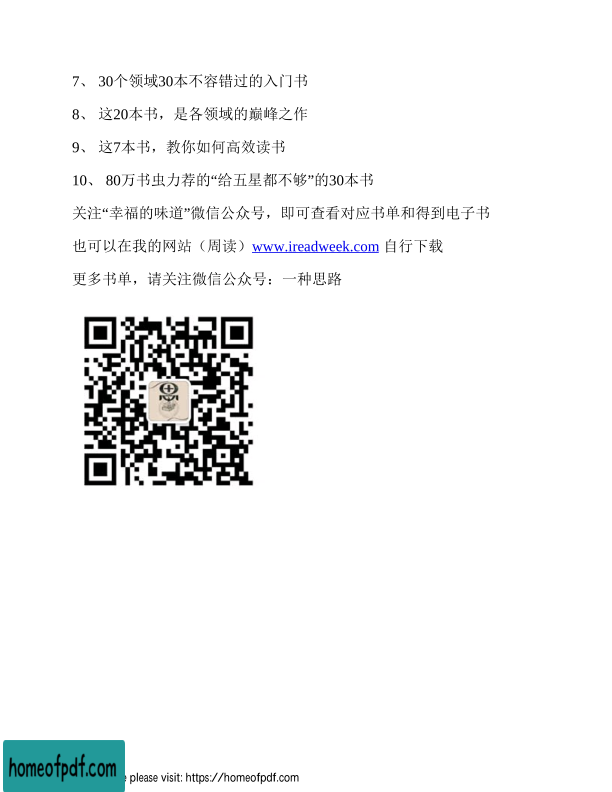 7、 30个领域30本不容错过的入门书
8、 这20本书，是各领域的巅峰之作
9、 这7本书，教你如何高效读书
10、 80万书虫力荐的“给五星都不够”的30本书
关注“幸福的味道”微信公众号，即可查看对应书单和得到电子书
也可以在我的网站（周读）www.ireadweek.com 自行下载
更多书单，请关注微信公众号：一种思路
homeofpdf.com
please visit: https://homeofpdf.com